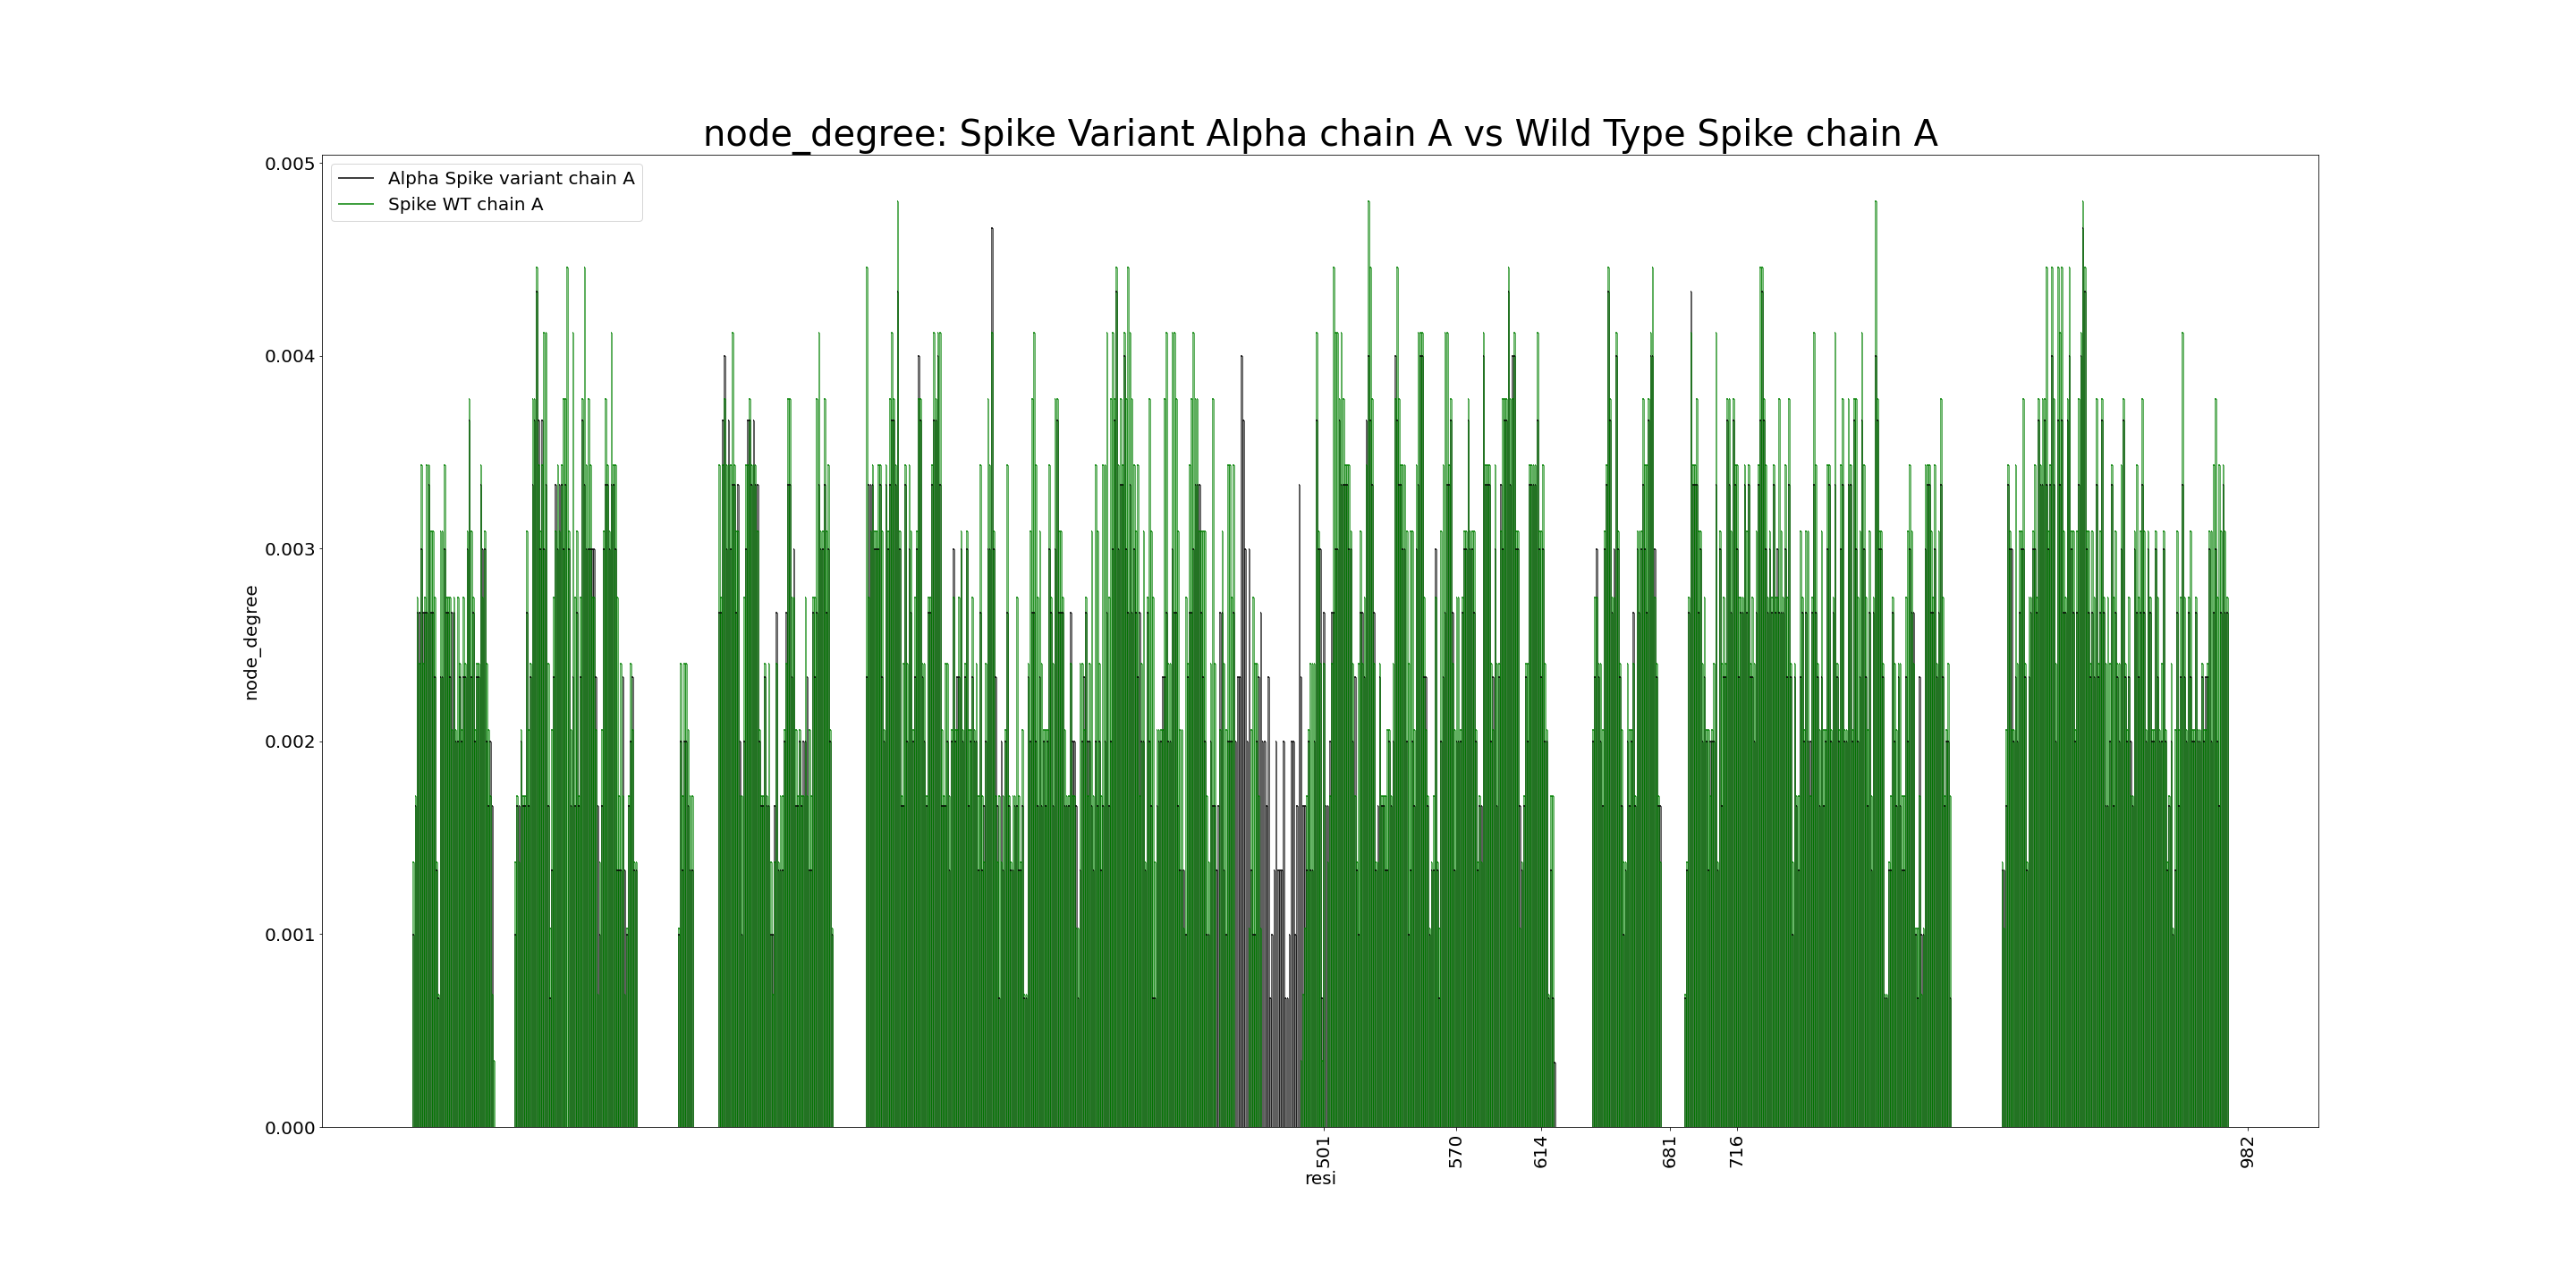 node_degree: Spike Variant Alpha chain A vs Wild Type Spike chain A
Alpha Spike variant chain A
Spike WT chain A
0.005
0.004
0.003
0.002
0.001
0.000
node_degree
501
570
614
681
716
982
resi